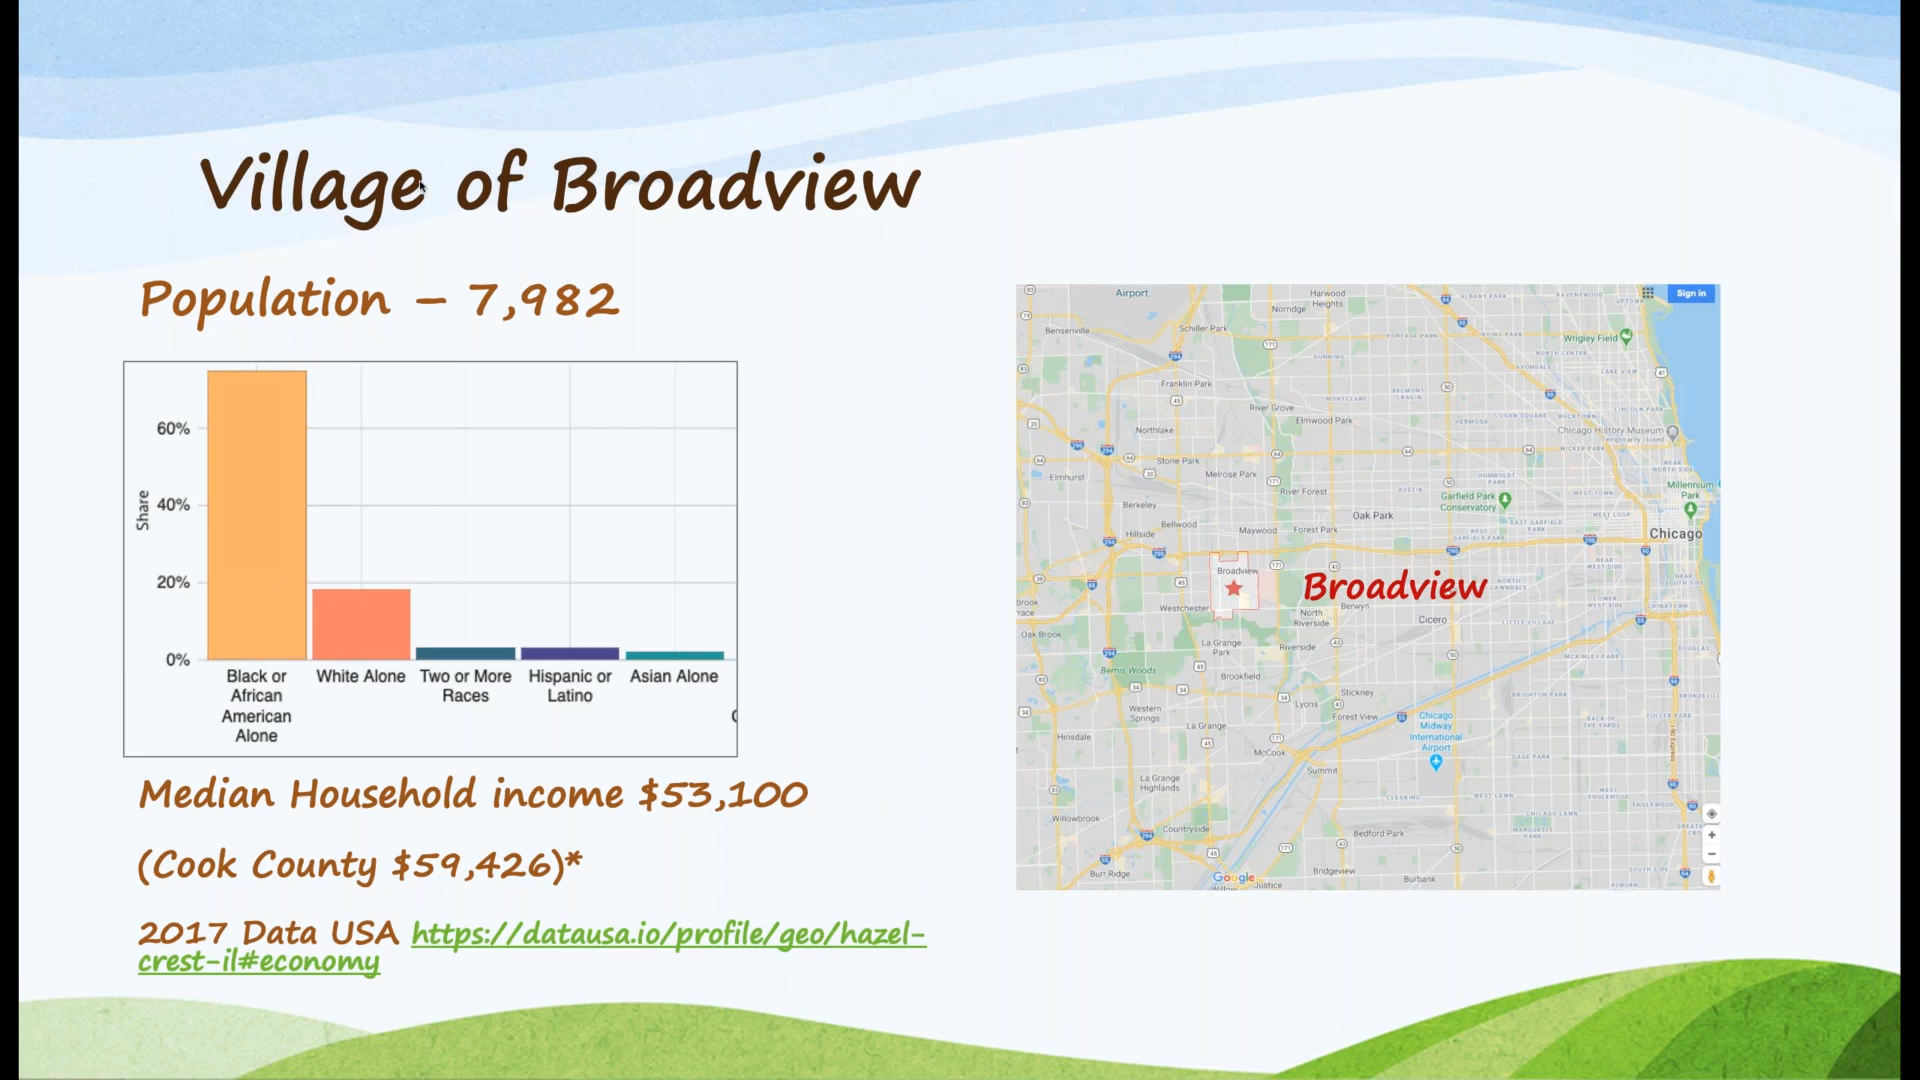 Village of Broadview
Population – 7,982
Share
60%
40%
20%
0%
Black or
African
American
Alone
White Alone
Two or More
Races
Hispanic or
Latino
Asian Alone
Median Household income $53,100
(Cook County $59,426)*
2017 Data USA https://datausa.io/profile/geo/hazel-
crest-il#economy
Airport
Harwood
Heights
Norridge
Sign in
Bensenville
Schiller Park
Wrigley Field
Franklin Park
River Grove
Elmwood Park
Northlake
Chicago History Museum
Temporarily closed
Stone Park
Melrose Park
Elmhurst
River Forest
AUSTIN
Garfield Park
Conservatory
Millennium
Park
Berkeley
Oak Park
Bellwood
Maywood
Forest Park
Hillside
Chicago
Broadview
Broadview
Westchester
Berwyn
North
Riverside
Cicero
Oak Brook
La Grange
Park
Riverside
Bemis Woods
Brookfield
Stickney
Western
Springs
Lyons
Forest View
Chicago
Midway
International
Airport
La Grange
Hinsdale
McCook
Summit
La Grange
Highlands
Willowbrook
Countryside
Bedford Park
Burr Ridge
Google
Justice
Bridgeview
Burbank